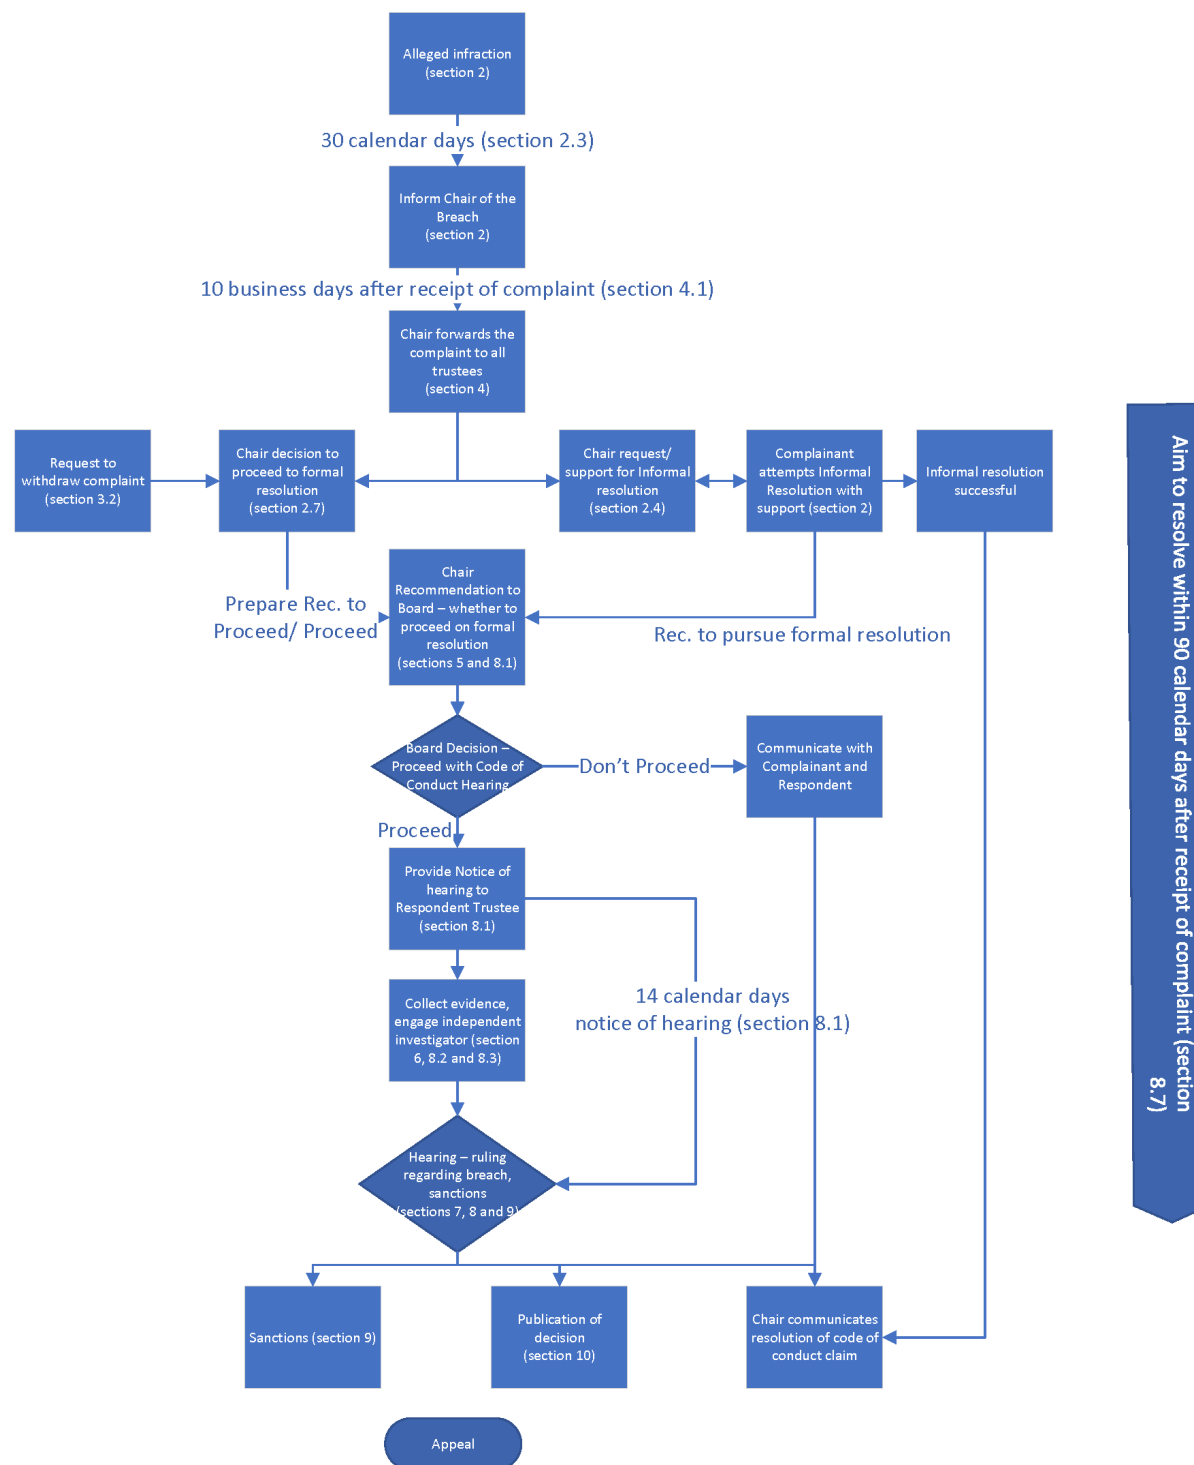 Alleged infraction
(section 2)
30 calendar days (section 2.3)
Inform Chair of the
Breach
(section 2)
10 business days after receipt of complaint (section 4.1)
Chair forwards the
complaint to all
trustees
(section 4)
Request to
withdraw complaint
(section 3.2)
Chair decision to
proceed to formal
resolution
(section 2.7)
Chair request/
support for Informal
resolution
(section 2.4)
Complainant
attempts Informal
Resolution with
support (section 2)
Informal resolution
successful
Aim to resolve within 90 calendar days after receipt of complaint (section
8.7)
Prepare Rec. to
Proceed/ Proceed
Chair
Recommendation to
Board – whether to
proceed on formal
resolution
(sections 5 and 8.1)
Rec. to pursue formal resolution
Board Decision –
Proceed with Code of
Conduct Hearing
Don't Proceed
Communicate with
Complainant and
Respondent
Proceed
Provide Notice of
hearing to
Respondent Trustee
(section 8.1)
14 calendar days
notice of hearing (section 8.1)
Collect evidence,
engage independent
investigator (section
6, 8.2 and 8.3)
Hearing – ruling
regarding breach,
sanctions
(sections 7, 8 and 9)
Sanctions (section 9)
Publication of
decision
(section 10)
Chair communicates
resolution of code of
conduct claim
Appeal